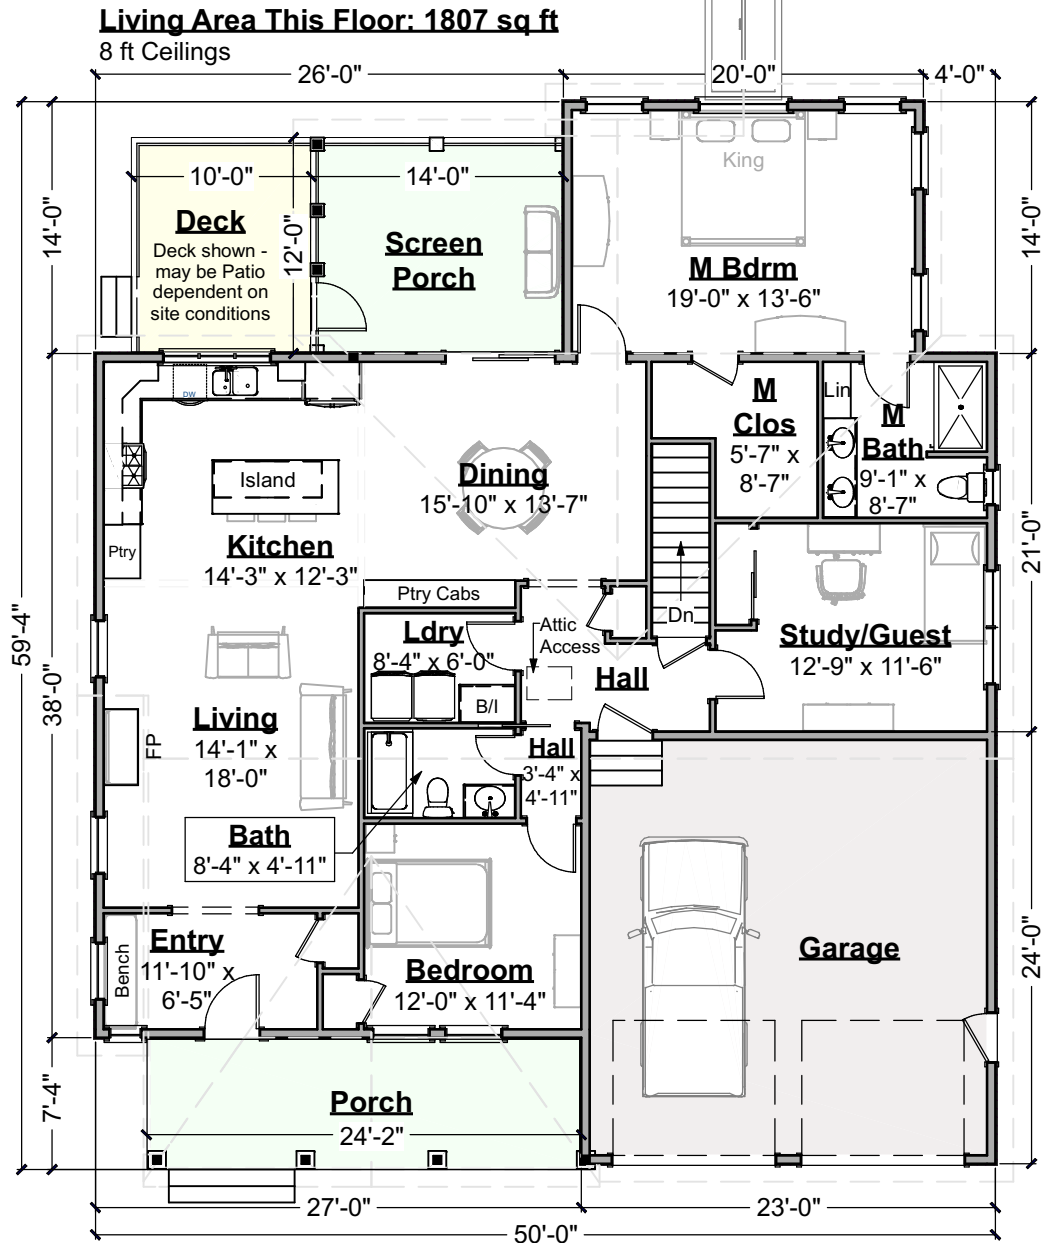 Living Area This Floor: 1807 sq ft
8 ft Ceilings
26'-0"
20'-0"
4'-0"
14'-0"
10'-0"
14'-0"
12'-0"
14'-0"
Deck
Deck shown -
may be Patio
dependent on
site conditions
Screen
Porch
King
M Bdrm
19'-0" x 13'-6"
DW
Island
Kitchen
14'-3" x 12'-3"
Ptry
Dining
15'-10" x 13'-7"
Ptry Cabs
M
Clos
5'-7" x
8'-7"
Lin
M
Bath
9'-1" x
8'-7"
21'-0"
59'-4"
38'-0"
Dn
Ldry
8'-4" x 6'-0"
B/I
Attic
Access
Hall
Study/Guest
12'-9" x 11'-6"
Living
14'-1" x
18'-0"
FP
Hall
3'-4" x
4'-11"
Bath
8'-4" x 4'-11"
Entry
11'-10" x
6'-5"
Bench
Bedroom
12'-0" x 11'-4"
Garage
24'-0"
7'-4"
Porch
24'-2"
27'-0"
23'-0"
50'-0"